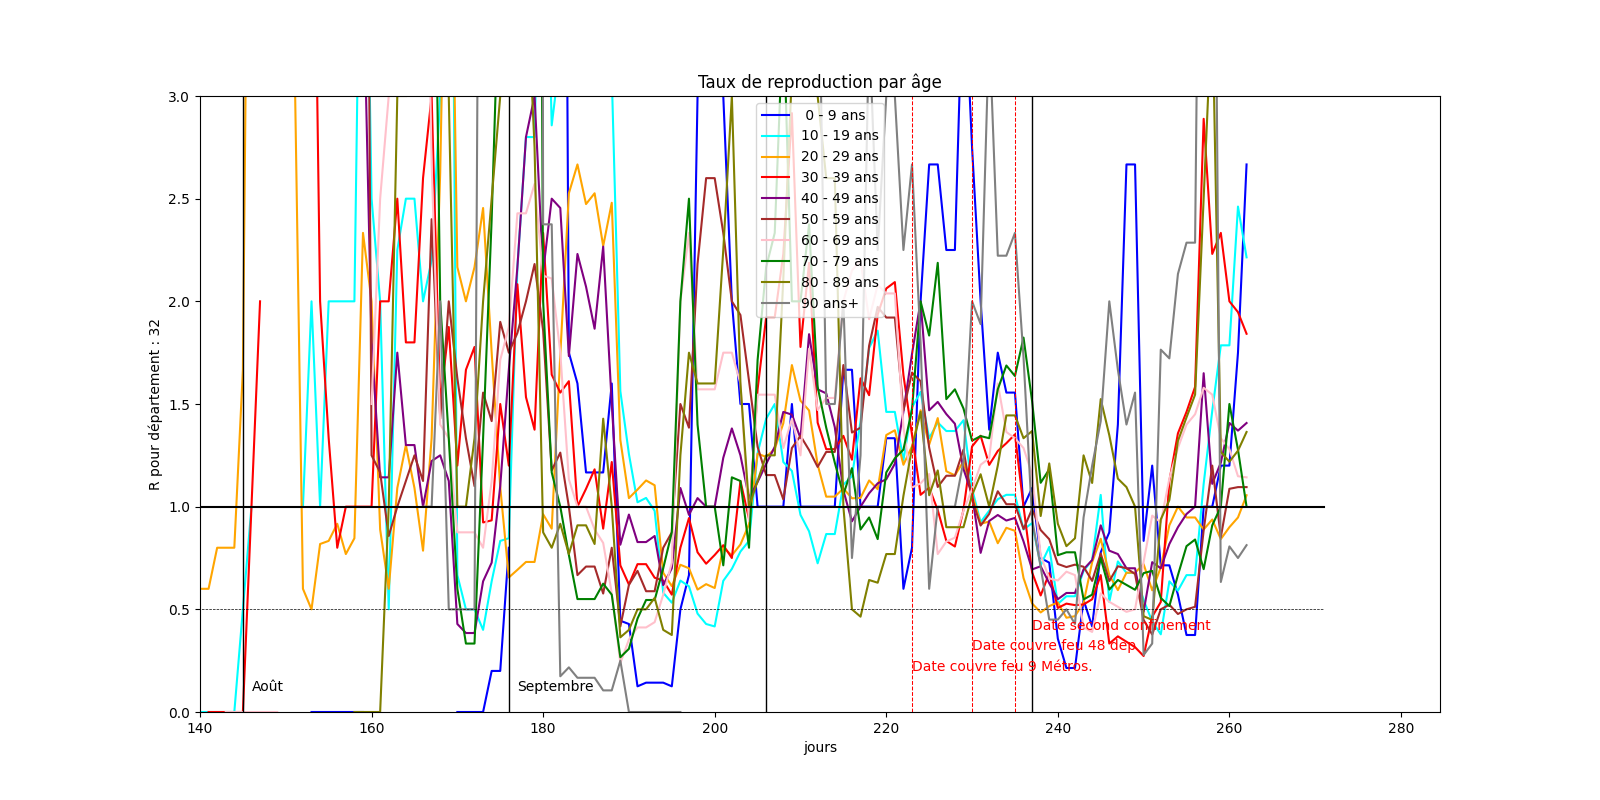 Taux de reproduction par âge
3.0
2.5
2.0
1.5
1.0
0.5
0.0
R pour département : 32
0 - 9 ans
10 - 19 ans
20 - 29 ans
30 - 39 ans
40 - 49 ans
50 - 59 ans
60 - 69 ans
70 - 79 ans
80 - 89 ans
90 ans+
Date second confinement
Date couvre feu 48 dep.
Date couvre feu 9 Métros.
Août
Septembre
140
160
180
200
220
240
260
280
jours